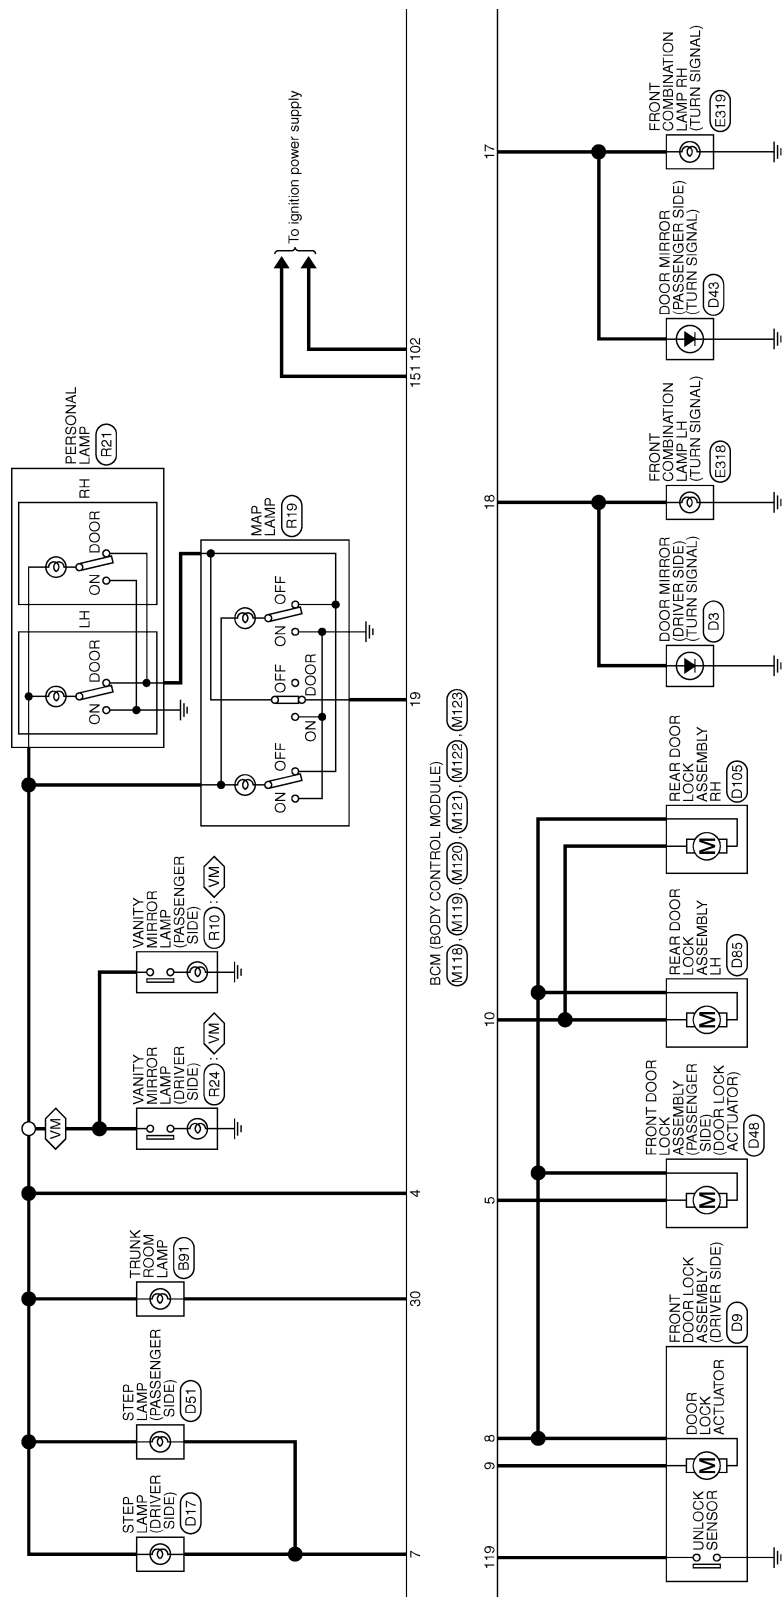 STEP
LAMP
(DRIVER
SIDE)
D17
STEP
LAMP
(PASSENGER
SIDE)
D51
TRUNK
ROOM
LAMP
B91
VM
VANITY
MIRROR
LAMP
(DRIVER
SIDE)
R24 : VM
VANITY
MIRROR
LAMP
(PASSENGER
SIDE)
R10 : VM
PERSONAL
LAMP
R21
LH
ON
DOOR
RH
ON
DOOR
MAP
LAMP
R19
ON
OFF
ON
OFF
DOOR
ON
OFF
To ignition power supply
7
30
4
19
151
102
BCM (BODY CONTROL MODULE)
M118 , M119 , M120 , M121 , M122 , M123
119
9
8
5
10
18
17
UNLOCK
SENSOR
M
DOOR
LOCK
ACTUATOR
FRONT
DOOR LOCK
ASSEMBLY
(DRIVER SIDE)
D9
M
FRONT DOOR
LOCK
ASSEMBLY
(PASSENGER
SIDE)
(DOOR LOCK
ACTUATOR)
D48
M
REAR DOOR
LOCK
ASSEMBLY
LH
D85
M
REAR DOOR
LOCK
ASSEMBLY
RH
D105
DOOR MIRROR
(DRIVER SIDE)
(TURN SIGNAL)
D3
FRONT
COMBINATION
LAMP LH
(TURN SIGNAL)
E318
DOOR MIRROR
(PASSENGER SIDE)
(TURN SIGNAL)
D43
FRONT
COMBINATION
LAMP RH
(TURN SIGNAL)
E319